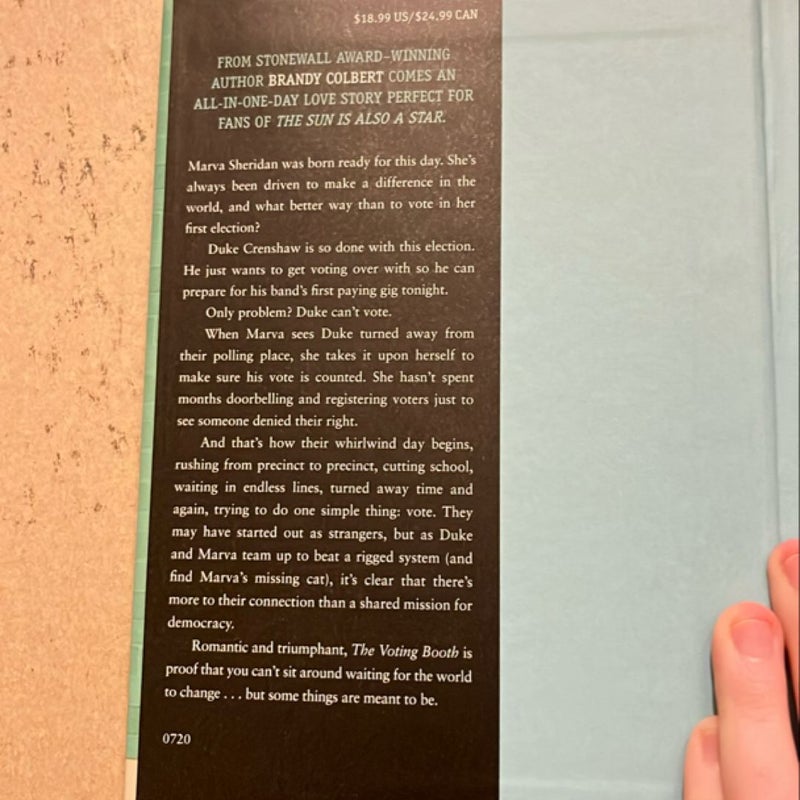 $18.99 US/$24.99 CAN
FROM STONEWALL AWARD-WINNING
AUTHOR BRANDY COLBERT COMES AN
ALL-IN-ONE-DAY LOVE STORY PERFECT FOR
FANS OF THE SUN IS ALSO A STAR.
Marva Sheridan was born ready for this day. She's
always been driven to make a difference in the
world, and what better way than to vote in her
first election?
Duke Crenshaw is so done with this election.
He just wants to get voting over with so he can
prepare for his band's first paying gig tonight.
Only problem? Duke can't vote.
When Marva sees Duke turned away from
their polling place, she takes it upon herself to
make sure his vote is counted. She hasn't spent
months doorbelling and registering voters just to
see someone denied their right.
And that's how their whirlwind day begins,
rushing from precinct to precinct, cutting school,
waiting in endless lines, turned away time and
again, trying to do one simple thing: vote. They
may have started out as strangers, but as Duke
and Marva team up to beat a rigged system (and
find Marva's missing cat), it's clear that there's
more to their connection than a shared mission for
democracy.
Romantic and triumphant, The Voting Booth is
proof that you can't sit around waiting for the world
to change . . . but some things are meant to be.
0720